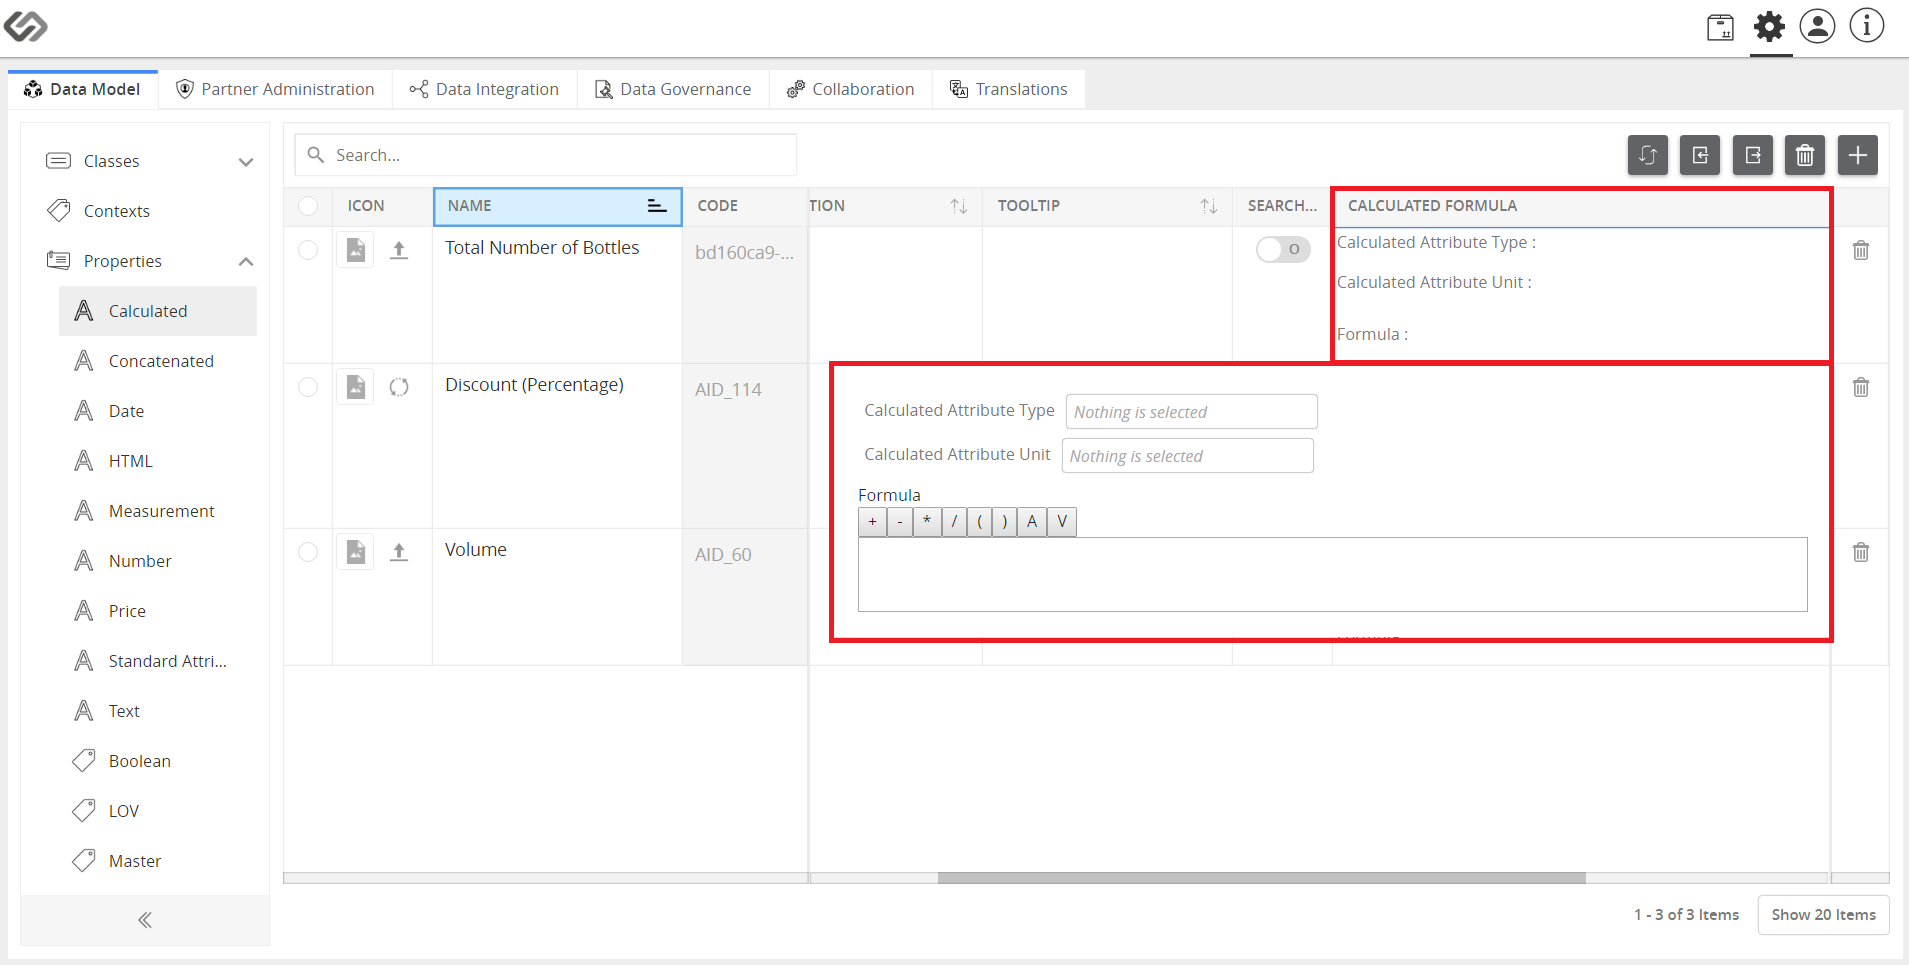 Data Model
Partner Administration
Data Integration
Data Governance
Collaboration
Translations
Classes
Contexts
Properties
Calculated
Concatenated
Date
HTML
Measurement
Number
Price
Standard Attri...
Text
Boolean
LOV
Master
Search...
ICON NAME CODE TION TOOLTIP SEARCH... CALCULATED FORMULA
Total Number of Bottles bd160ca9-... O
Calculated Attribute Type :
Calculated Attribute Unit :
Formula :
Discount (Percentage) AID_114
Calculated Attribute Type Nothing is selected
Calculated Attribute Unit Nothing is selected
Formula
+ - * / ( ) A V
Volume AID_60
1 - 3 of 3 Items Show 20 Items